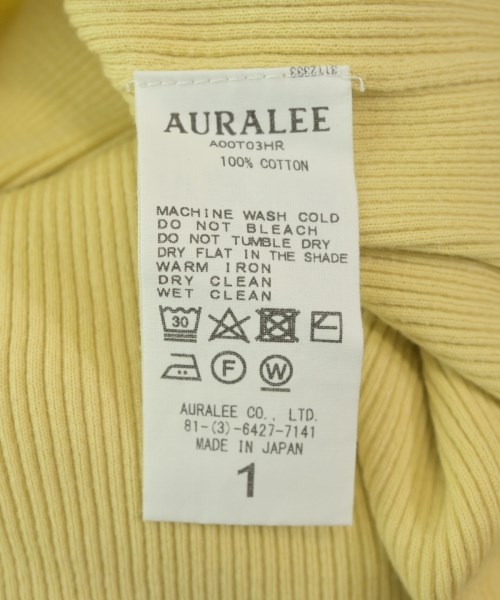 3112333
AURALEE
A00T03HR
100% COTTON
MACHINE WASH COLD
DO NOT BLEACH
DO NOT TUMBLE DRY
DRY FLAT IN THE SHADE
WARM IRON
DRY CLEAN
WET CLEAN
30
F W
AURALEE CO., LTD.
81-(3)-6427-7141
MADE IN JAPAN
1